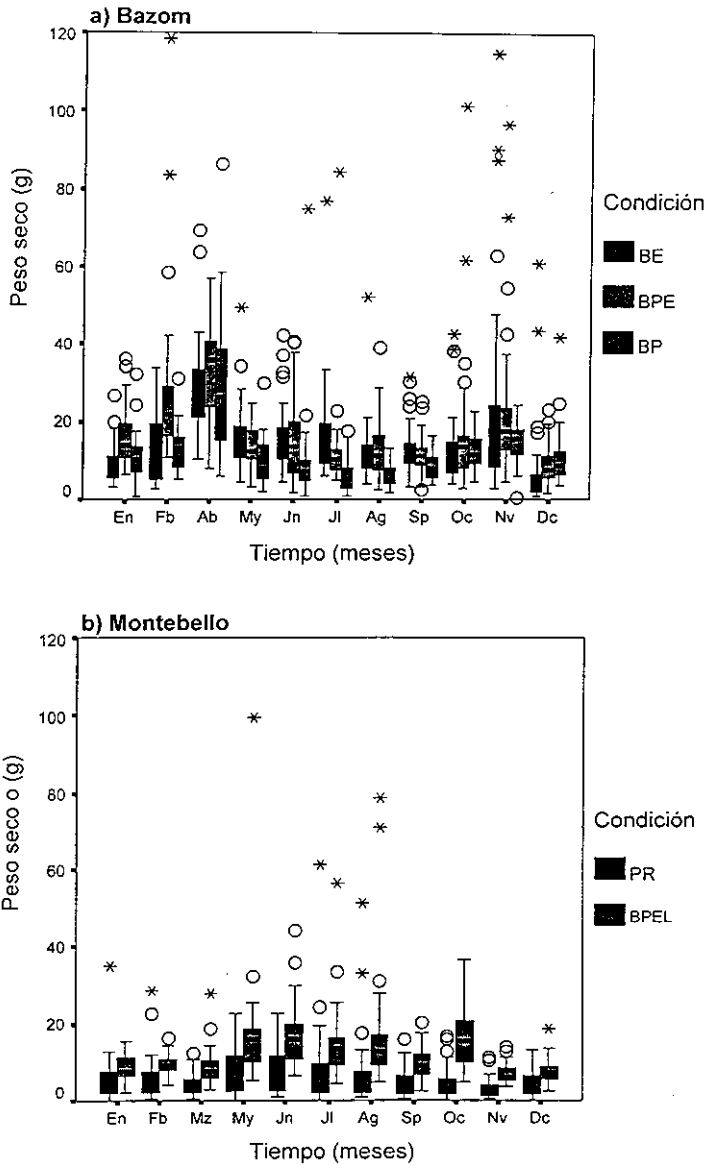 a) Bazom
120
100
80
60
40
20
0
Peso seco (g)
En Fb Ab My Jn Jl Ag Sp Oc Nv Dc
Tiempo (meses)
Condición
BE
BPE
BP
b) Montebello
120
100
80
60
40
20
0
Peso seco o (g)
En Fb Mz My Jn Jl Ag Sp Oc Nv Dc
Tiempo (meses)
Condición
PR
BPEL